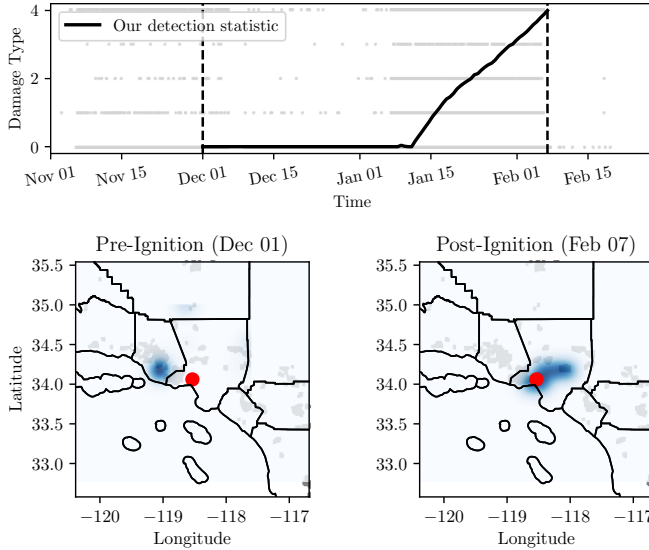 Damage Type
4
2
0
Our detection statistic
Nov 01
Nov 15
Dec 01
Dec 15
Jan 01
Jan 15
Feb 01
Feb 15
Time
Pre-Ignition (Dec 01)
Latitude
35.5
35.0
34.5
34.0
33.5
33.0
−120
−119
−118
−117
Longitude
Post-Ignition (Feb 07)
35.5
35.0
34.5
34.0
33.5
33.0
−120
−119
−118
−117
Longitude